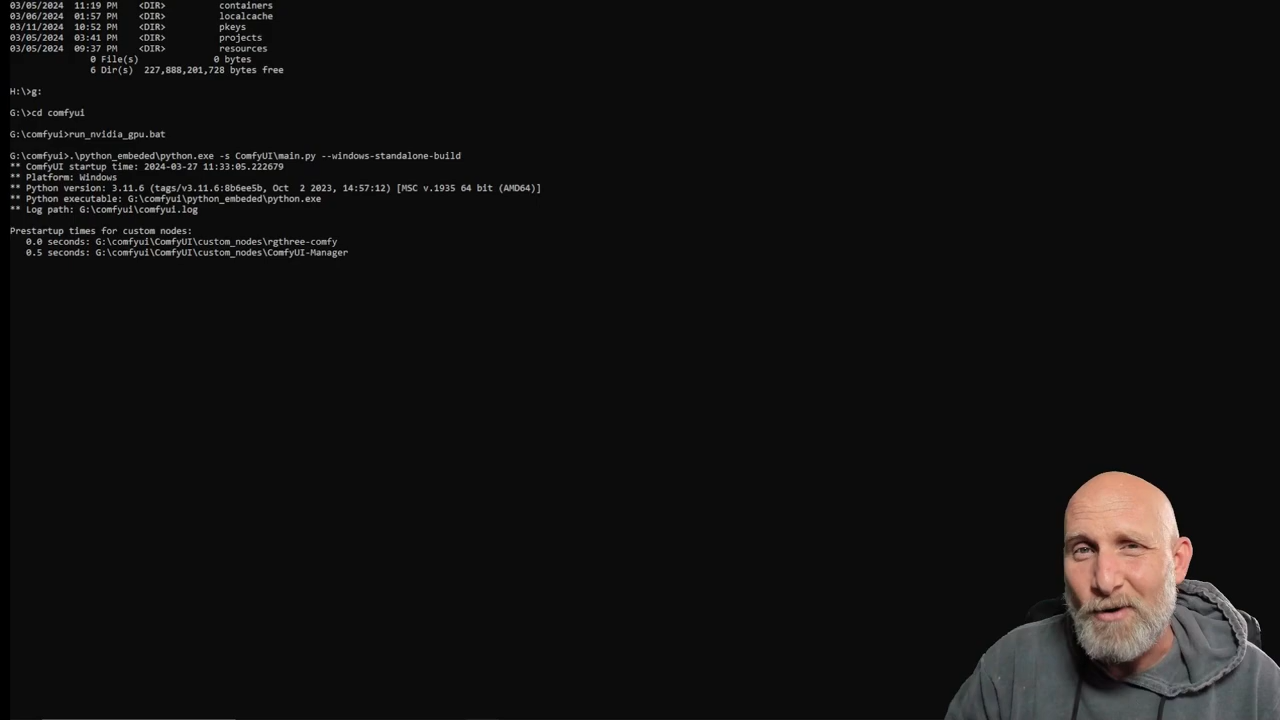 03/05/2024  11:19 PM    <DIR>          containers
03/06/2024  01:57 PM    <DIR>          localcache
03/11/2024  10:52 PM    <DIR>          pkeys
03/05/2024  03:41 PM    <DIR>          projects
03/05/2024  09:37 PM    <DIR>          resources
               0 File(s)              0 bytes
               6 Dir(s)  227,888,201,728 bytes free
H:\>g:
G:\>cd comfyui
G:\comfyui>run_nvidia_gpu.bat
G:\comfyui>.\python_embeded\python.exe -s ComfyUI\main.py --windows-standalone-build
** ComfyUI startup time: 2024-03-27 11:33:05.222679
** Platform: Windows
** Python version: 3.11.6 (tags/v3.11.6:8b6ee5b, Oct  2 2023, 14:57:12) [MSC v.1935 64 bit (AMD64)]
** Python executable: G:\comfyui\python_embeded\python.exe
** Log path: G:\comfyui\comfyui.log
Prestartup times for custom nodes:
   0.0 seconds: G:\comfyui\ComfyUI\custom_nodes\rgthree-comfy
   0.5 seconds: G:\comfyui\ComfyUI\custom_nodes\ComfyUI-Manager